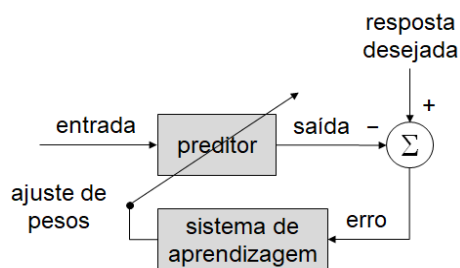 resposta
desejada
+
entrada
preditor
saída
−
Σ
ajuste de
pesos
sistema de
aprendizagem
erro